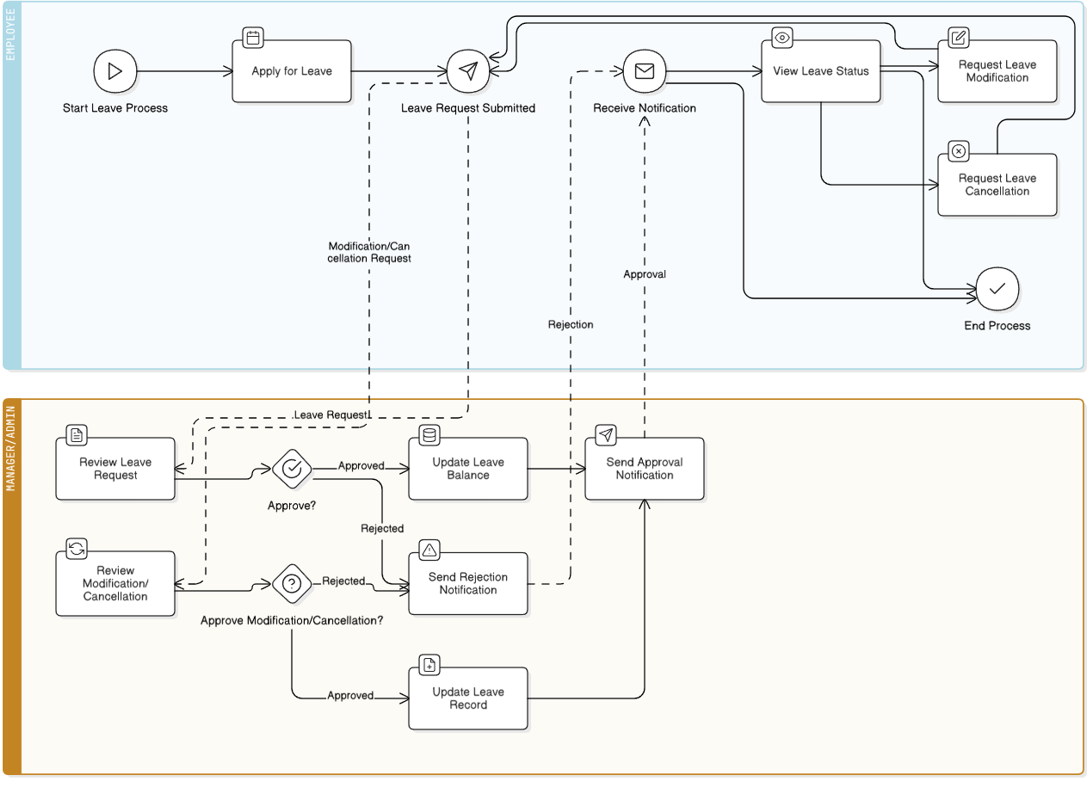 EMPLOYEE
Start Leave Process
Apply for Leave
Leave Request Submitted
Receive Notification
View Leave Status
Request Leave
Modification
Request Leave
Cancellation
Modification/Can
cellation Request
Approval
Rejection
End Process
MANAGER/ADMIN
Leave Request
Review Leave
Request
Approve?
Approved
Update Leave
Balance
Send Approval
Notification
Rejected
Review
Modification/
Cancellation
Approve Modification/Cancellation?
Rejected
Send Rejection
Notification
Approved
Update Leave
Record